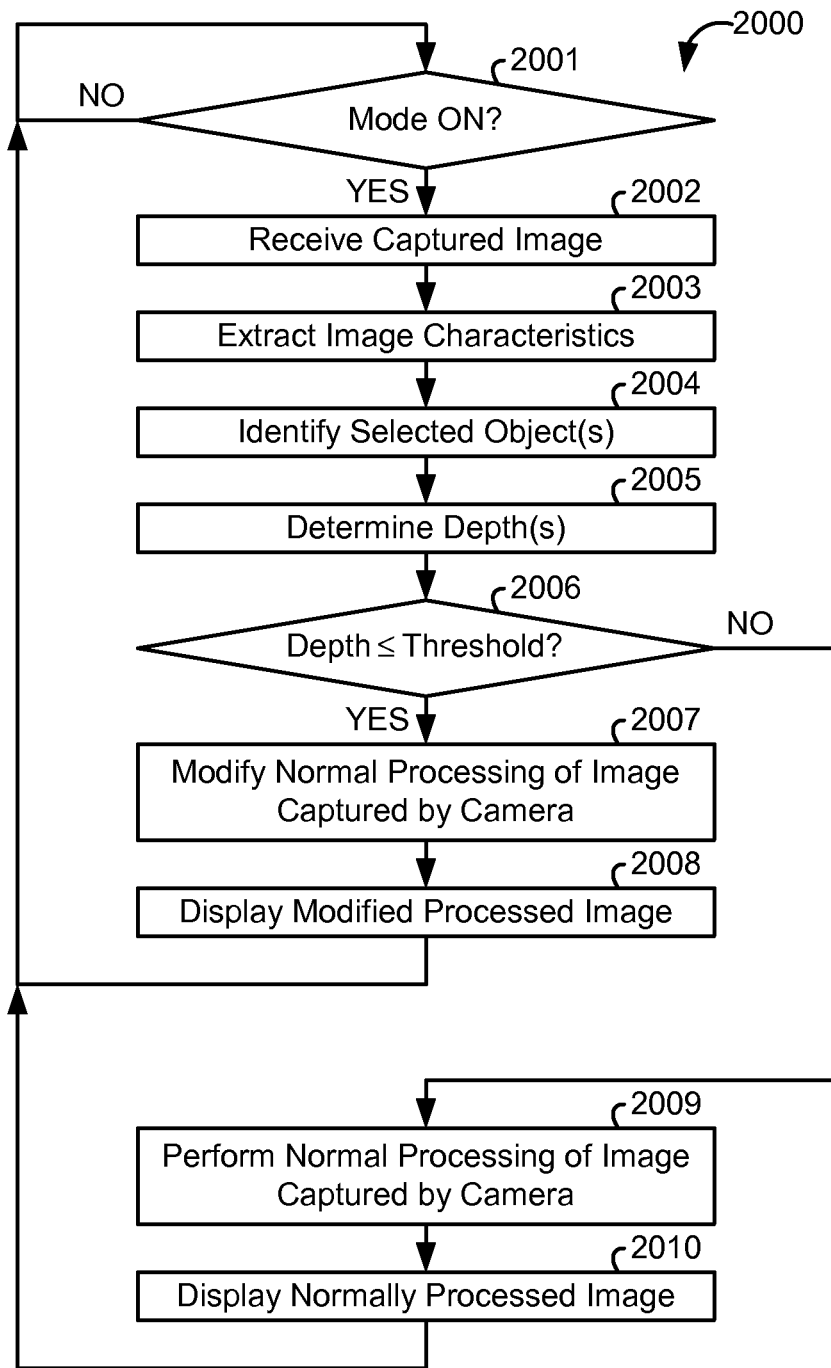 2000
2001
NO
Mode ON?
YES
2002
Receive Captured Image
2003
Extract Image Characteristics
2004
Identify Selected Object(s)
2005
Determine Depth(s)
2006
NO
Depth ≤ Threshold?
YES
2007
Modify Normal Processing of Image
Captured by Camera
2008
Display Modified Processed Image
2009
Perform Normal Processing of Image
Captured by Camera
2010
Display Normally Processed Image